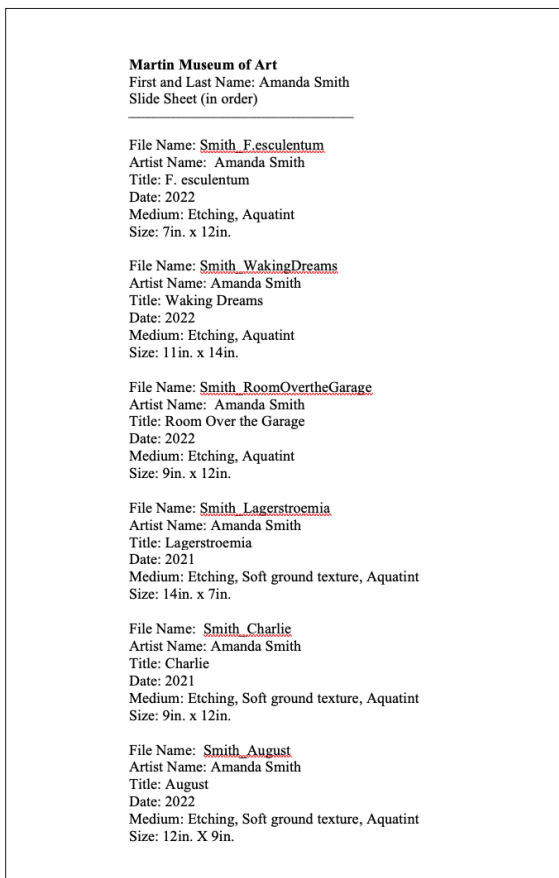 Martin Museum of Art
First and Last Name: Amanda Smith
Slide Sheet (in order)
File Name: Smith_F.esculentum
Artist Name:  Amanda Smith
Title: F. esculentum
Date: 2022
Medium: Etching, Aquatint
Size: 7in. x 12in.
File Name: Smith_WakingDreams
Artist Name: Amanda Smith
Title: Waking Dreams
Date: 2022
Medium: Etching, Aquatint
Size: 11in. x 14in.
File Name: Smith_RoomOvertheGarage
Artist Name:  Amanda Smith
Title: Room Over the Garage
Date: 2022
Medium: Etching, Aquatint
Size: 9in. x 12in.
File Name: Smith_Lagerstroemia
Artist Name: Amanda Smith
Title: Lagerstroemia
Date: 2021
Medium: Etching, Soft ground texture, Aquatint
Size: 14in. x 7in.
File Name:  Smith_Charlie
Artist Name: Amanda Smith
Title: Charlie
Date: 2021
Medium: Etching, Soft ground texture, Aquatint
Size: 9in. x 12in.
File Name:  Smith_August
Artist Name: Amanda Smith
Title: August
Date: 2022
Medium: Etching, Soft ground texture, Aquatint
Size: 12in. X 9in.